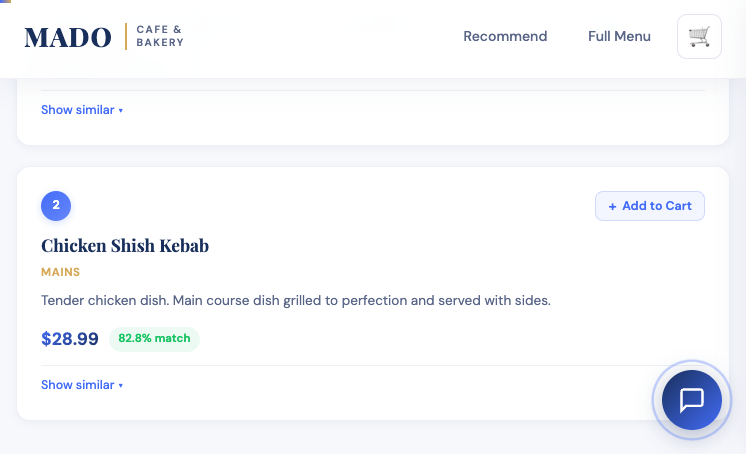 MADO
CAFE &
BAKERY
Recommend
Full Menu
Show similar ▾
2
+ Add to Cart
Chicken Shish Kebab
MAINS
Tender chicken dish. Main course dish grilled to perfection and served with sides.
$28.99
82.8% match
Show similar ▾